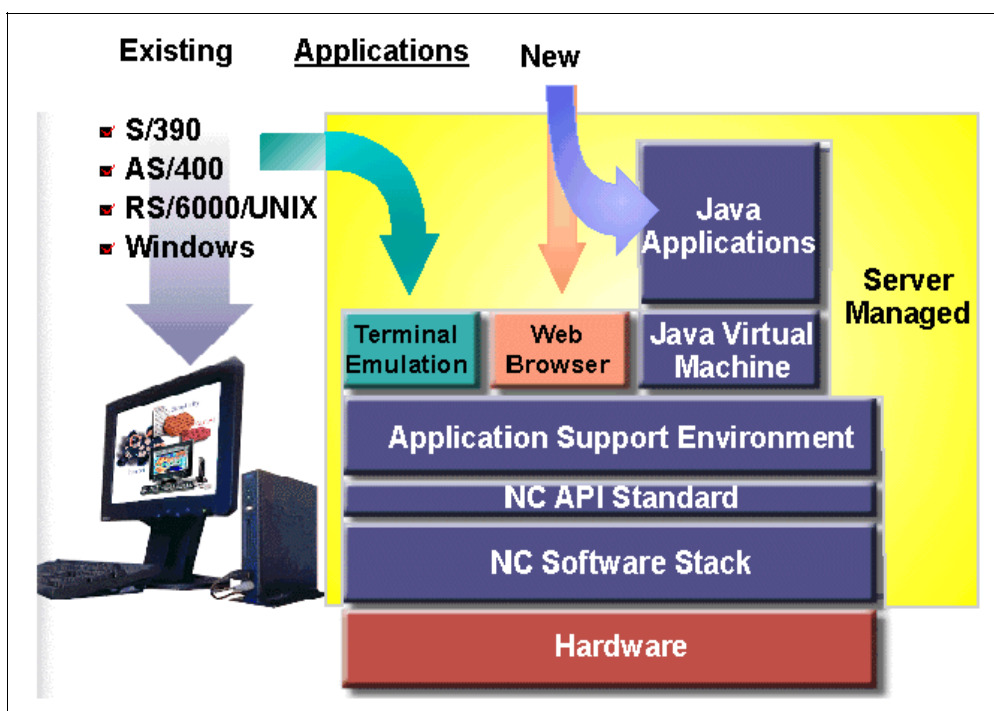 Existing Applications New
S/390
AS/400
RS/6000/UNIX
Windows
Java
Applications
Server
Managed
Terminal
Emulation
Web
Browser
Java Virtual
Machine
Application Support Environment
NC API Standard
NC Software Stack
Hardware